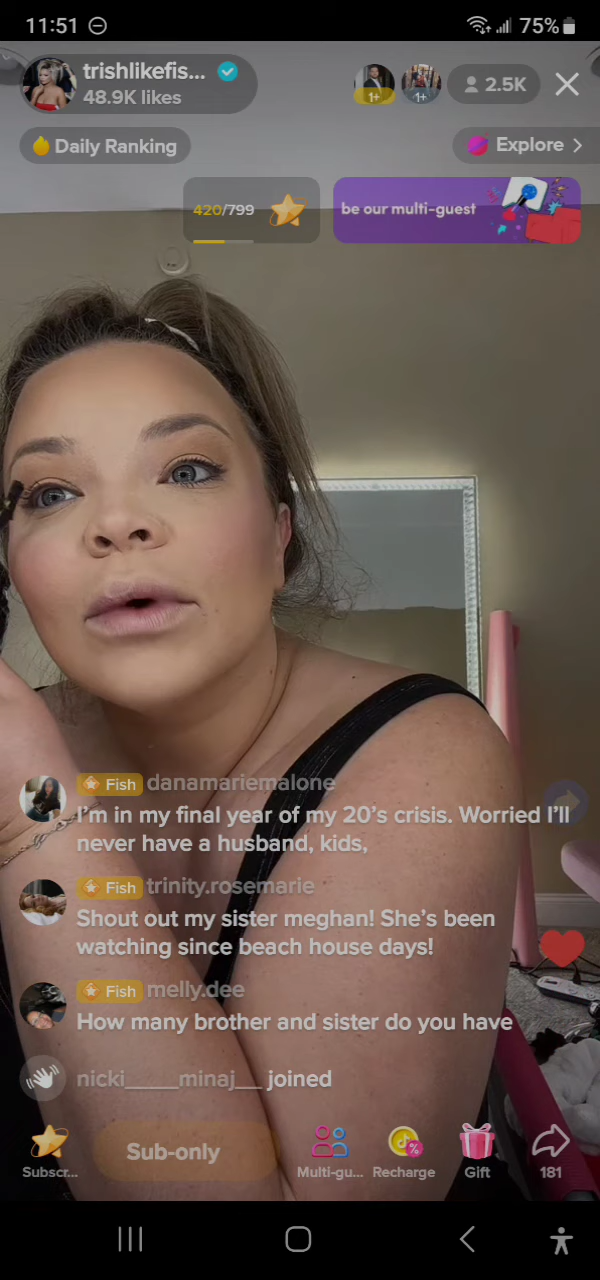 11:51 75%
trishlikefis...
48.9K likes
1+ 1+ 2.5K
Daily Ranking
Explore >
420/799
be our multi-guest
Fish danamariemalone
I'm in my final year of my 20's crisis. Worried I'll
never have a husband, kids,
Fish trinity.rosemarie
Shout out my sister meghan! She's been
watching since beach house days!
Fish melly.dee
How many brother and sister do you have
nicki____minaj__ joined
Sub-only
Subscr... Multi-gu... Recharge Gift 181